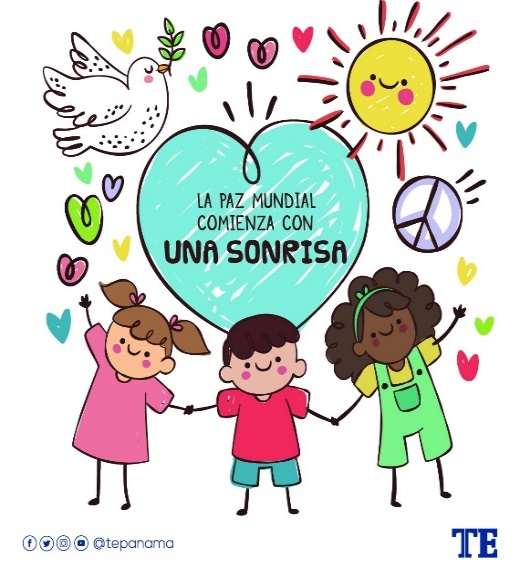 LA PAZ MUNDIAL
COMIENZA CON
UNA SONRISA
@tepanama
TE